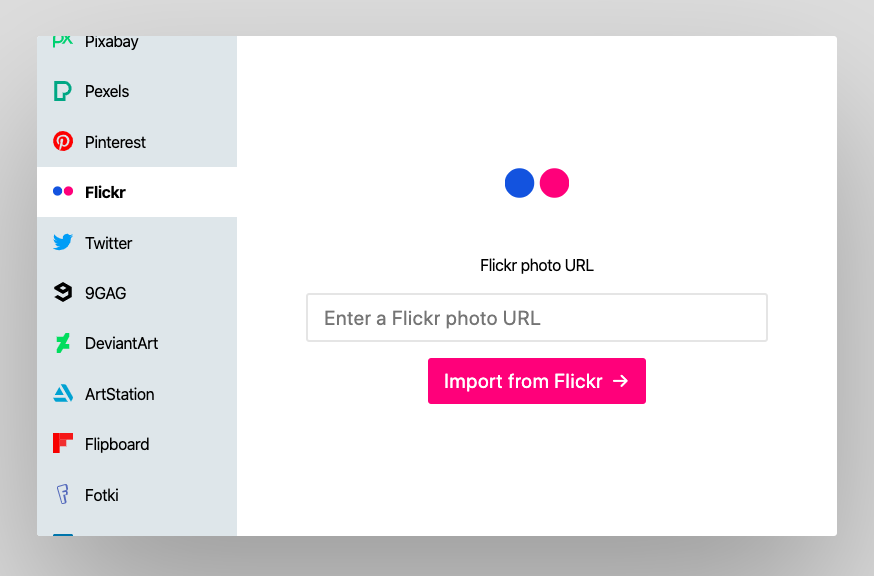 Pixabay
Pexels
Pinterest
Flickr
Twitter
9GAG
DeviantArt
ArtStation
Flipboard
Fotki
Flickr photo URL
Enter a Flickr photo URL
Import from Flickr →